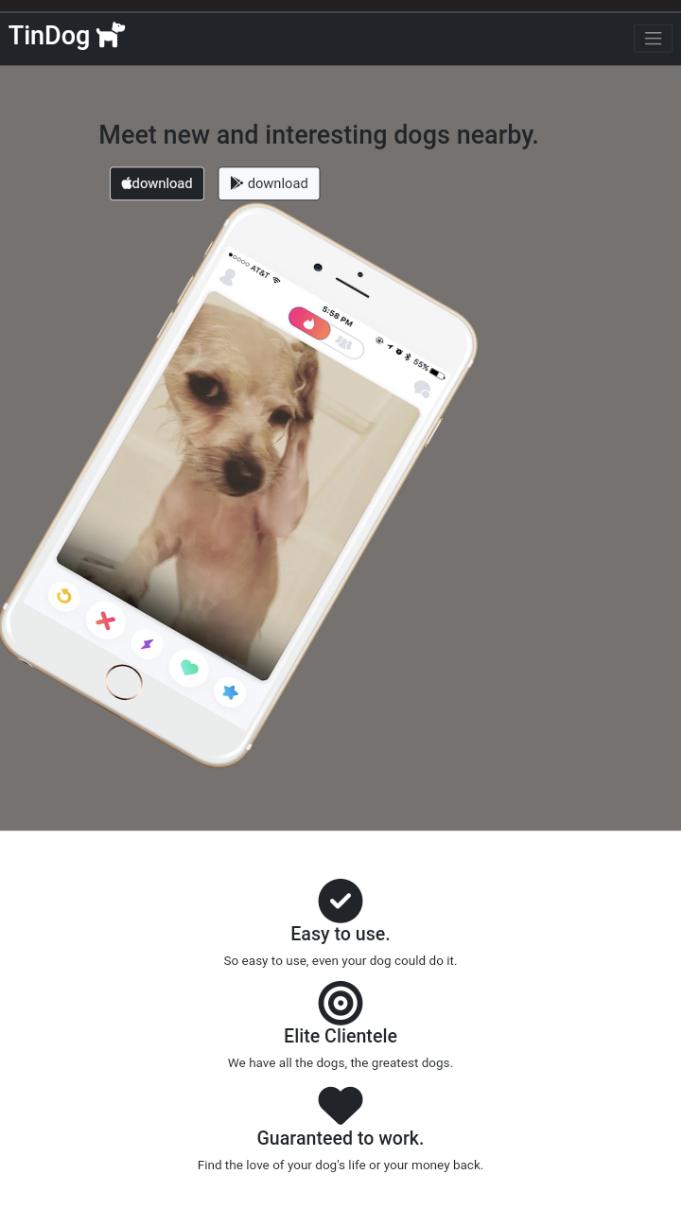 TinDog
Meet new and interesting dogs nearby.
download
download
AT&T
5:58 PM
55%
Easy to use.
So easy to use, even your dog could do it.
Elite Clientele
We have all the dogs, the greatest dogs.
Guaranteed to work.
Find the love of your dog's life or your money back.